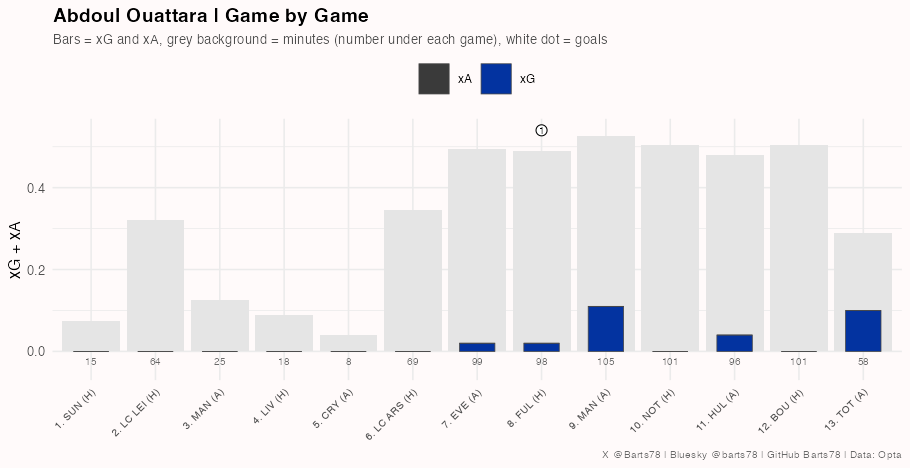 Abdoul Ouattara | Game by Game
Bars = xG and xA, grey background = minutes (number under each game), white dot = goals
xA xG
xG + xA
0.4
0.2
0.0
1
15 64 25 18 8 69 99 98 105 101 96 101 58
1. SUN (H)
2. LC LEI (H)
3. MAN (A)
4. LIV (H)
5. CRY (A)
6. LC ARS (H)
7. EVE (A)
8. FUL (H)
9. MAN (A)
10. NOT (H)
11. HUL (A)
12. BOU (H)
13. TOT (A)
X @Barts78 | Bluesky @barts78 | GitHub Barts78 | Data: Opta